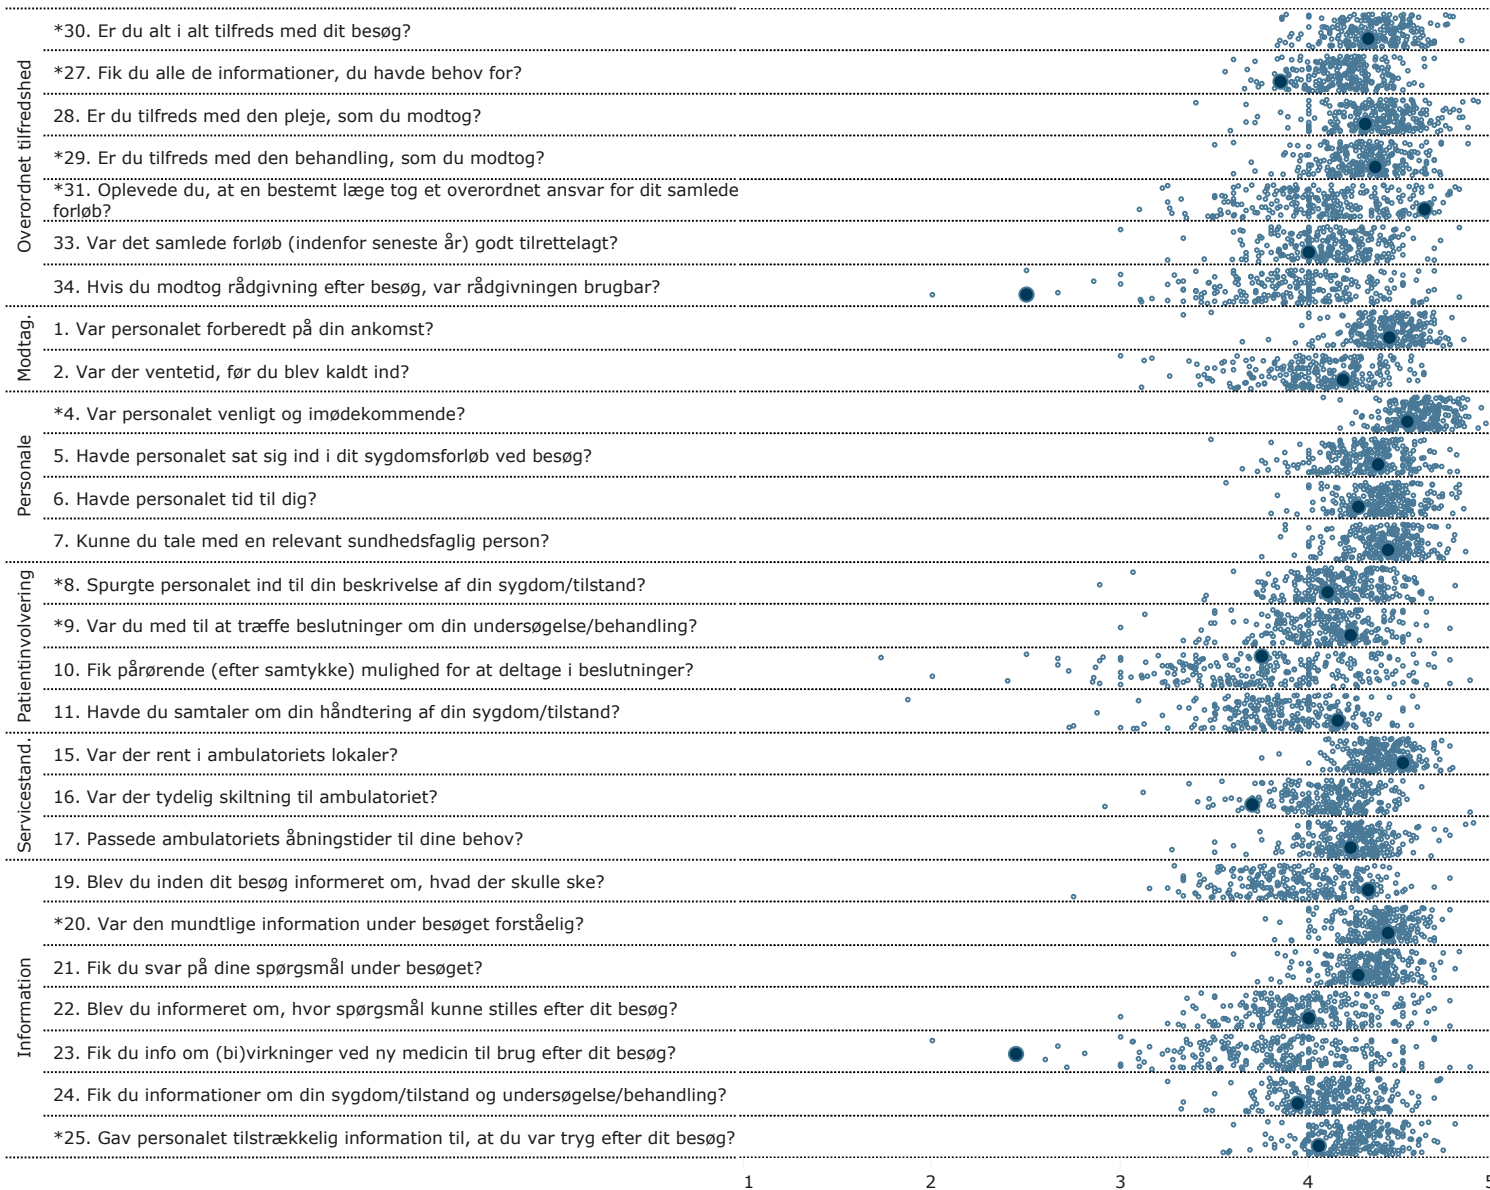 Overordnet tilfredshed
*30. Er du alt i alt tilfreds med dit besøg?
*27. Fik du alle de informationer, du havde behov for?
28. Er du tilfreds med den pleje, som du modtog?
*29. Er du tilfreds med den behandling, som du modtog?
*31. Oplevede du, at en bestemt læge tog et overordnet ansvar for dit samlede
forløb?
33. Var det samlede forløb (indenfor seneste år) godt tilrettelagt?
34. Hvis du modtog rådgivning efter besøg, var rådgivningen brugbar?
Modtag.
1. Var personalet forberedt på din ankomst?
2. Var der ventetid, før du blev kaldt ind?
Personale
*4. Var personalet venligt og imødekommende?
5. Havde personalet sat sig ind i dit sygdomsforløb ved besøg?
6. Havde personalet tid til dig?
7. Kunne du tale med en relevant sundhedsfaglig person?
Patientinvolvering
*8. Spurgte personalet ind til din beskrivelse af din sygdom/tilstand?
*9. Var du med til at træffe beslutninger om din undersøgelse/behandling?
10. Fik pårørende (efter samtykke) mulighed for at deltage i beslutninger?
11. Havde du samtaler om din håndtering af din sygdom/tilstand?
Servicestand.
15. Var der rent i ambulatoriets lokaler?
16. Var der tydelig skiltning til ambulatoriet?
17. Passede ambulatoriets åbningstider til dine behov?
Information
19. Blev du inden dit besøg informeret om, hvad der skulle ske?
*20. Var den mundtlige information under besøget forståelig?
21. Fik du svar på dine spørgsmål under besøget?
22. Blev du informeret om, hvor spørgsmål kunne stilles efter dit besøg?
23. Fik du info om (bi)virkninger ved ny medicin til brug efter dit besøg?
24. Fik du informationer om din sygdom/tilstand og undersøgelse/behandling?
*25. Gav personalet tilstrækkelig information til, at du var tryg efter dit besøg?
1 2 3 4 5